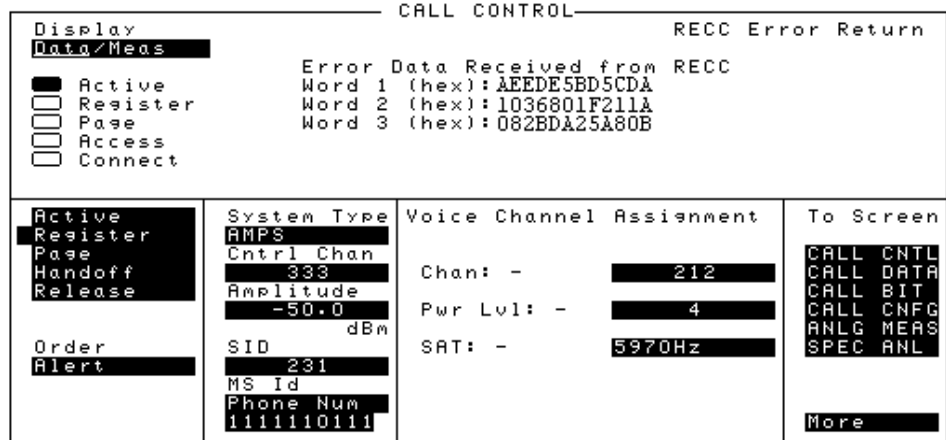 CALL CONTROL
Display
Data/Meas
RECC Error Return
Error Data Received from RECC
Word 1 (hex):AEEDE5BD5CDA
Word 2 (hex):1036801F211A
Word 3 (hex):082BDA25A80B
Active
Register
Page
Access
Connect
Active
Register
Page
Handoff
Release
Order
Alert
System Type
AMPS
Cntrl Chan
333
Amplitude
-50.0
dBm
SID
231
MS Id
Phone Num
1111110111
Voice Channel Assignment
Chan: - 212
Pwr Lvl: - 4
SAT: - 5970Hz
To Screen
CALL CNTL
CALL DATA
CALL BIT
CALL CNFG
ANLG MEAS
SPEC ANL
More